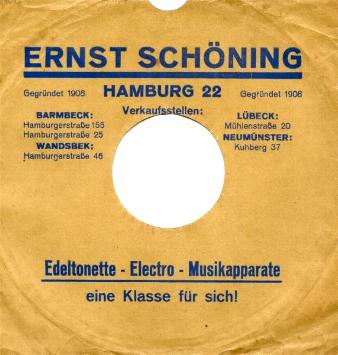 ERNST SCHÖNING
Gegründet 1908 HAMBURG 22 Gegründet 1908
Verkaufsstellen:
BARMBECK:
Hamburgerstraße 155
Hamburgerstraße 25
WANDSBEK:
Hamburgerstraße 46
LÜBECK:
Mühlenstraße 20
NEUMÜNSTER:
Kuhberg 37
Edeltonette - Electro - Musikapparate
eine Klasse für sich!